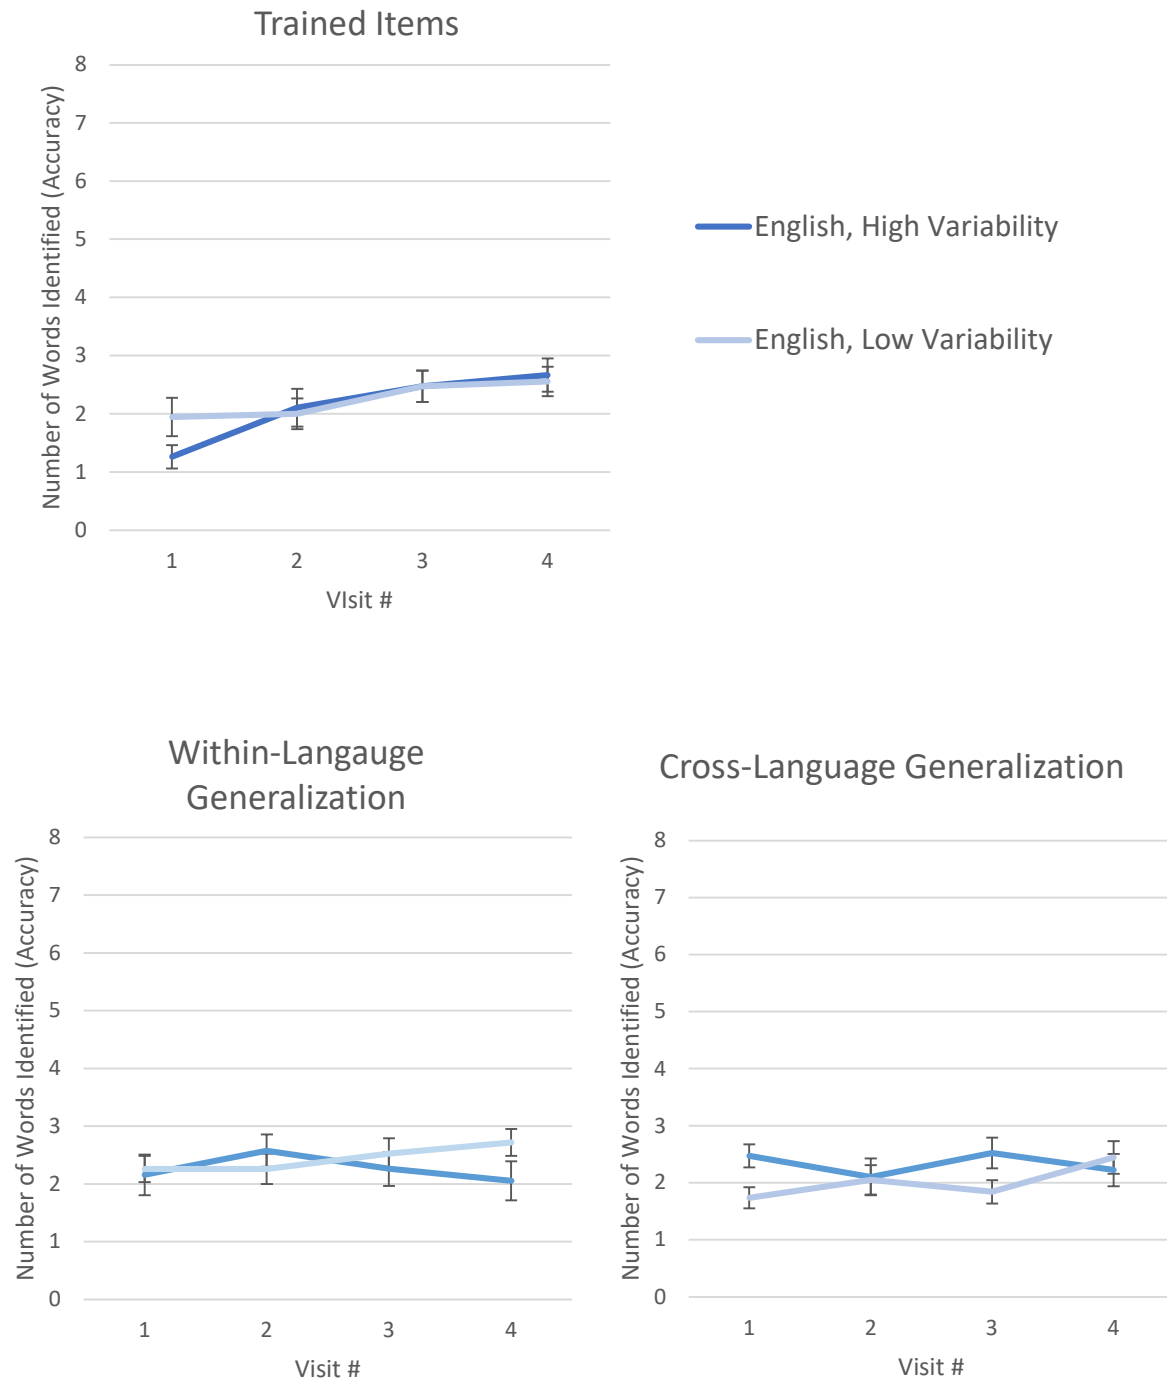 Trained Items
Number of Words Identified (Accuracy)
8
7
6
5
4
3
2
1
0
1 2 3 4
VIsit #
English, High Variability
English, Low Variability
Within-Langauge
Generalization
Number of Words Identified (Accuracy)
8
7
6
5
4
3
2
1
0
1 2 3 4
Visit #
Cross-Language Generalization
Number of Words Identified (Accuracy)
8
7
6
5
4
3
2
1
0
1 2 3 4
Visit #